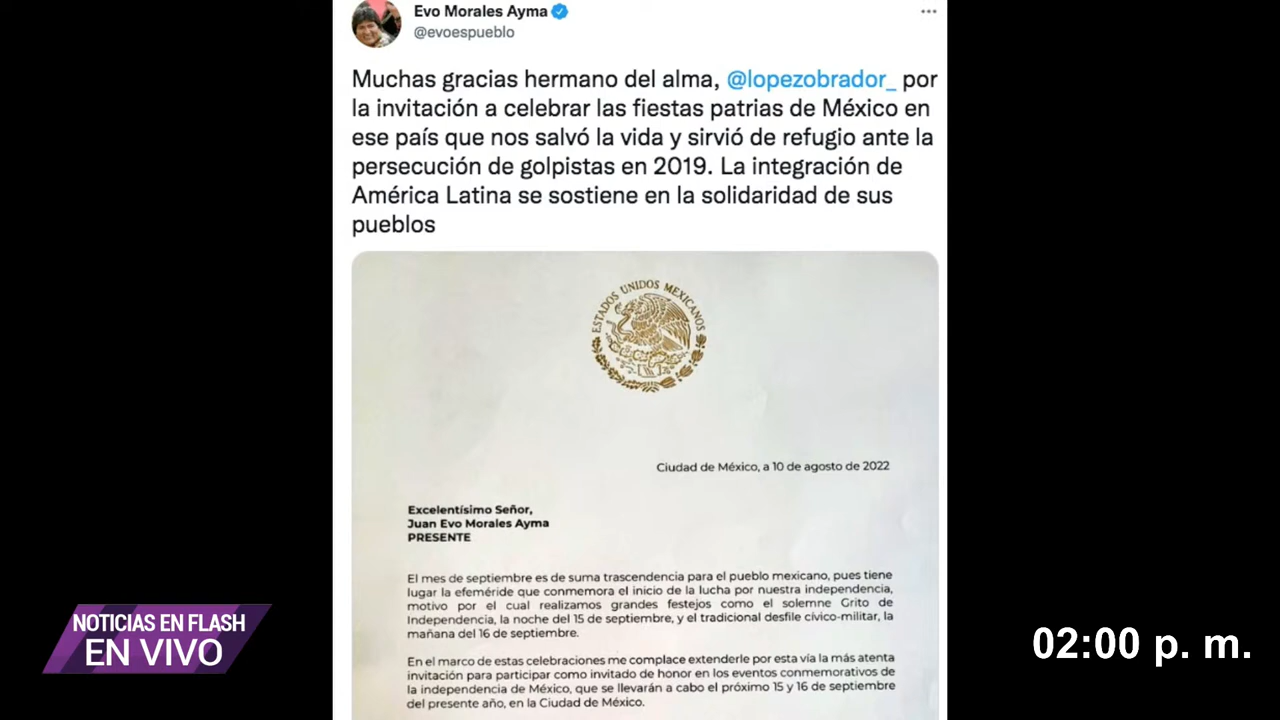 Evo Morales Ayma
@evoespueblo
Muchas gracias hermano del alma, @lopezobrador_ por
la invitación a celebrar las fiestas patrias de México en
ese país que nos salvó la vida y sirvió de refugio ante la
persecución de golpistas en 2019. La integración de
América Latina se sostiene en la solidaridad de sus
pueblos
ESTADOS UNIDOS MEXICANOS
Ciudad de México, a 10 de agosto de 2022
Excelentísimo Señor,
Juan Evo Morales Ayma
PRESENTE
El mes de septiembre es de suma trascendencia para el pueblo mexicano, pues tiene
lugar la efeméride que conmemora el inicio de la lucha por nuestra independencia,
motivo por el cual realizamos grandes festejos como el solemne Grito de
Independencia, la noche del 15 de septiembre, y el tradicional desfile cívico-militar, la
mañana del 16 de septiembre.
En el marco de estas celebraciones me complace extenderle por esta vía la más atenta
invitación para participar como invitado de honor en los eventos conmemorativos de
la independencia de México, que se llevarán a cabo el próximo 15 y 16 de septiembre
del presente año, en la Ciudad de México.
NOTICIAS EN FLASH
EN VIVO
02:00 p. m.